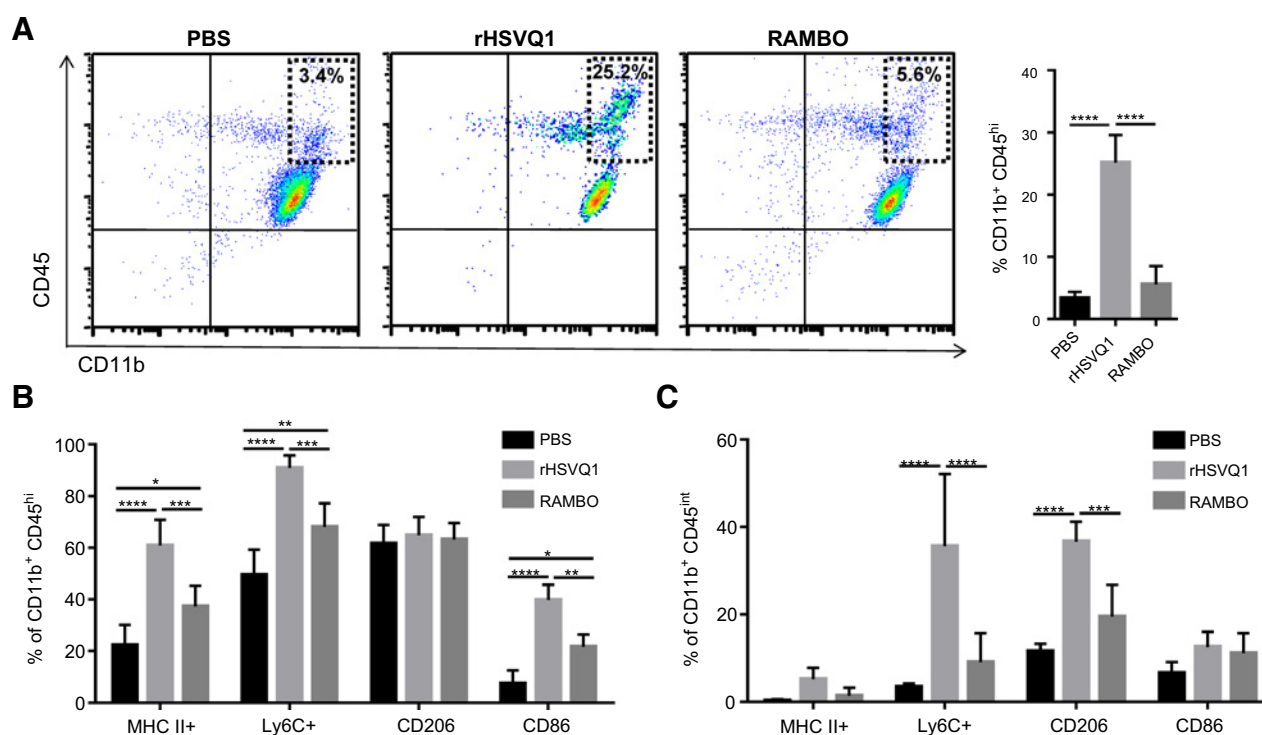 A
PBS
rHSVQ1
RAMBO
3.4%
25.2%
5.6%
CD45
CD11b
% CD11b⁺ CD45ʰⁱ
40
30
20
10
0
**** ****
PBS
rHSVQ1
RAMBO
B
% of CD11b⁺ CD45ʰⁱ
100
80
60
40
20
0
*
**** ***
**
**** ***
*
**** **
PBS
rHSVQ1
RAMBO
MHC II+ Ly6C+ CD206 CD86
C
% of CD11b⁺ CD45ⁱⁿᵗ
60
40
20
0
**** ****
**** ***
PBS
rHSVQ1
RAMBO
MHC II+ Ly6C+ CD206 CD86